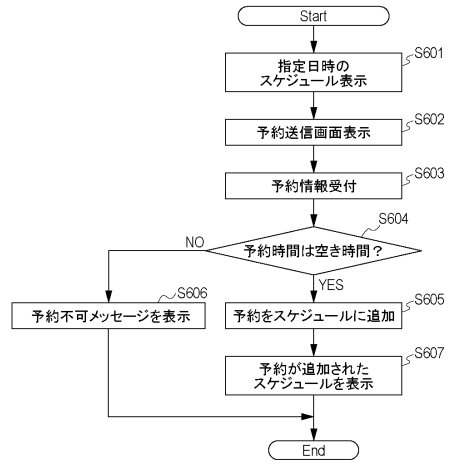 Start
S601
指定日時の
スケジュール表示
S602
予約送信画面表示
S603
予約情報受付
S604
予約時間は空き時間？
NO
YES
S606
予約不可メッセージを表示
S605
予約をスケジュールに追加
S607
予約が追加された
スケジュールを表示
End